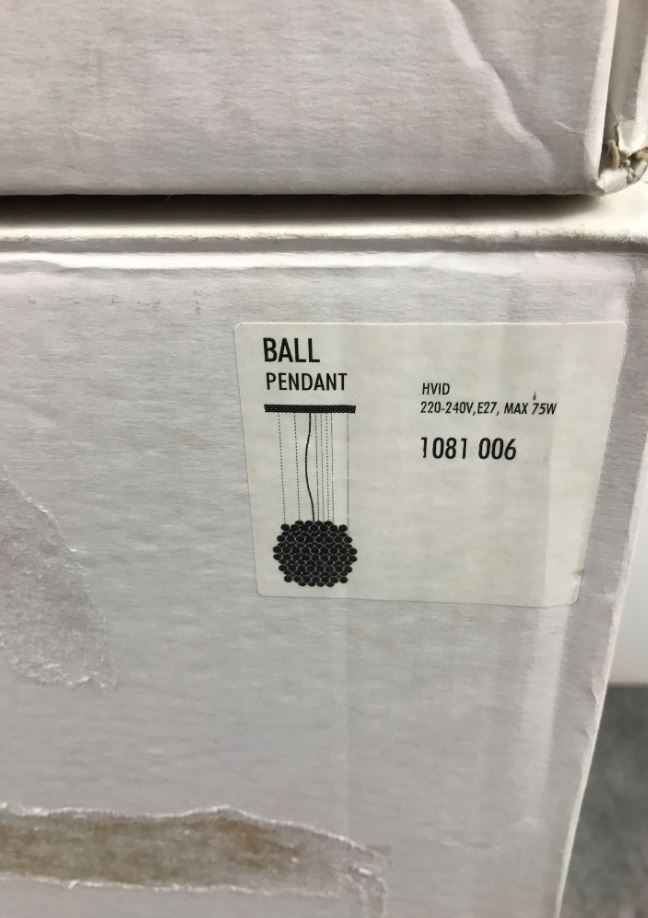 BALL
PENDANT
HVID
220-240V,E27, MAX 75W
1081 006